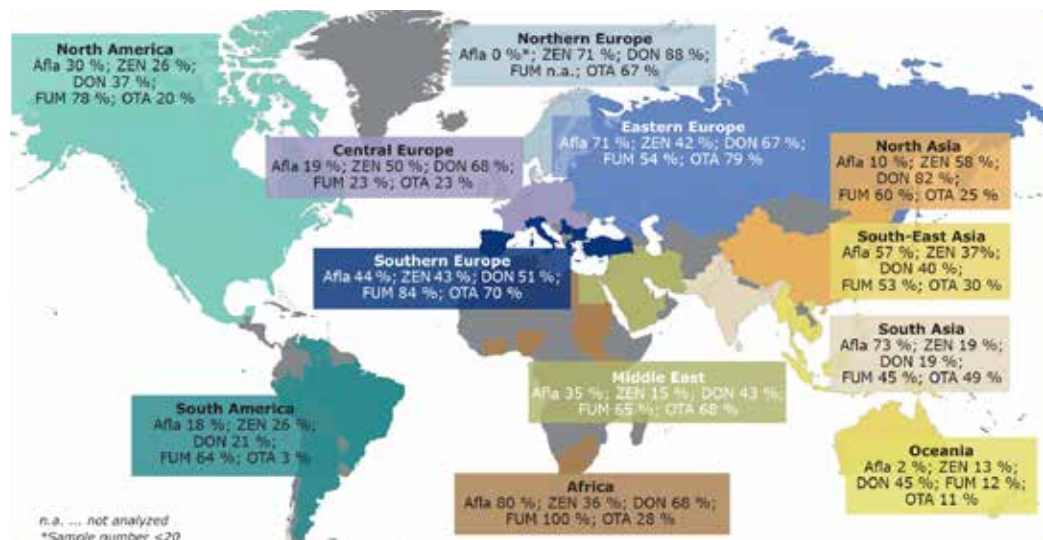 North America
Afla 30 %; ZEN 26 %;
DON 37 %;
FUM 78 %; OTA 20 %
Northern Europe
Afla 0 %*; ZEN 71 %; DON 88 %;
FUM n.a.; OTA 67 %
Central Europe
Afla 19 %; ZEN 50 %; DON 68 %;
FUM 23 %; OTA 23 %
Eastern Europe
Afla 71 %; ZEN 42 %; DON 67 %;
FUM 54 %; OTA 79 %
North Asia
Afla 10 %; ZEN 58 %;
DON 82 %;
FUM 60 %; OTA 25 %
Southern Europe
Afla 44 %; ZEN 43 %; DON 51 %;
FUM 84 %; OTA 70 %
South-East Asia
Afla 57 %; ZEN 37%;
DON 40 %;
FUM 53 %; OTA 30 %
South Asia
Afla 73 %; ZEN 19 %;
DON 19 %;
FUM 45 %; OTA 49 %
Middle East
Afla 35 %; ZEN 15 %; DON 43 %;
FUM 65 %; OTA 68 %
South America
Afla 18 %; ZEN 26 %;
DON 21 %;
FUM 64 %; OTA 3 %
Oceania
Afla 2 %; ZEN 13 %;
DON 45 %; FUM 12 %;
OTA 11 %
Africa
Afla 80 %; ZEN 36 %; DON 68 %;
FUM 100 %; OTA 28 %
n.a. ... not analyzed
*Sample number <20